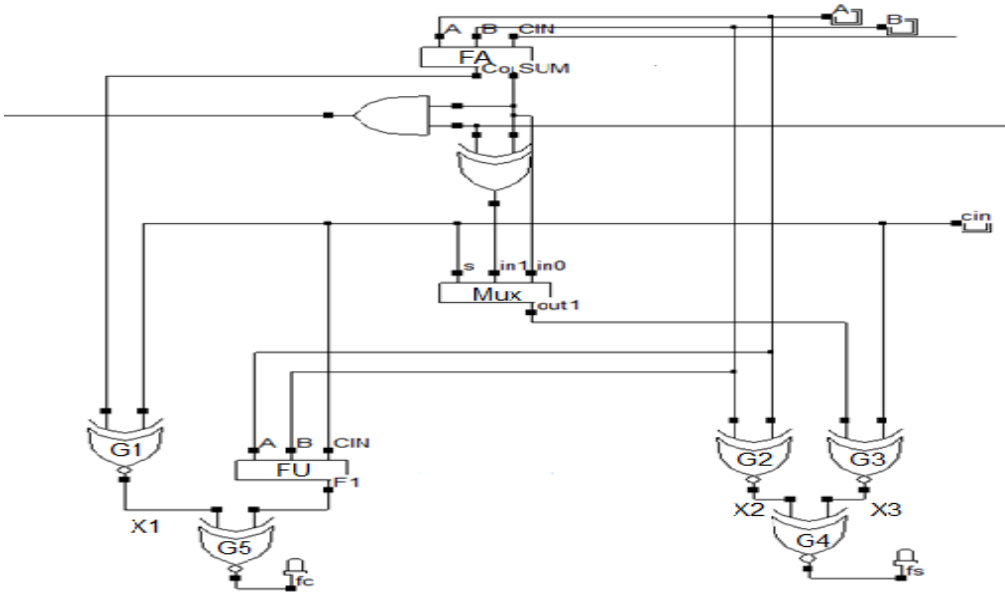 A
B
A B CIN
FA
Co SUM
cin
s in1 in0
Mux
out1
G1
A B CIN
FU
F1
G2
G3
X1
X2
X3
G5
G4
fc
fs